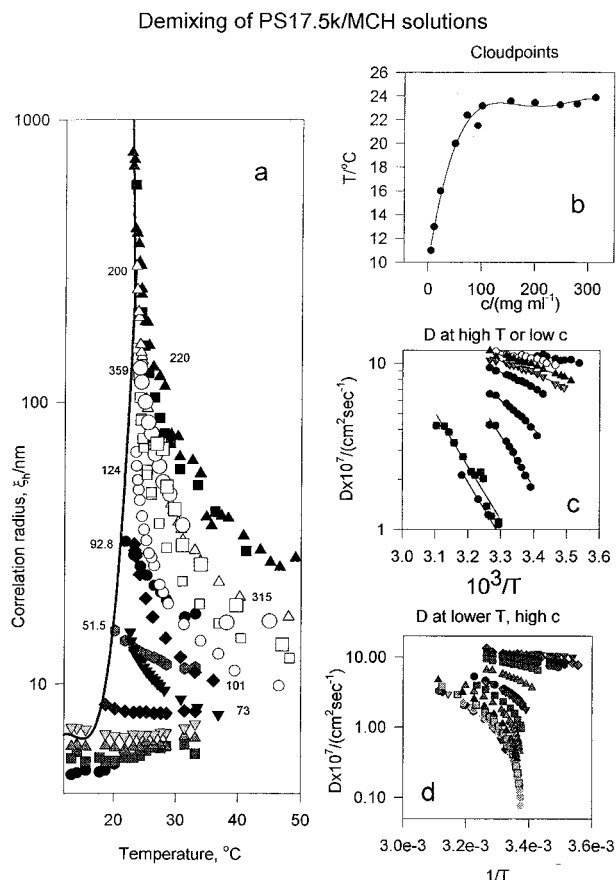 Demixing of PS17.5k/MCH solutions
1000
a
200
220
359
100
124
92.8
51.5
315
10
101
73
20
30
40
50
Correlation radius, ξh/nm
Temperature, °C
Cloudpoints
26
24
22
20
18
16
14
12
10
T/°C
b
0
100
200
300
c/(mg ml⁻¹)
D at high T or low c
10
1
Dx10⁷/(cm²sec⁻¹)
c
3.0
3.1
3.2
3.3
3.4
3.5
3.6
10³/T
D at lower T, high c
10.00
1.00
0.10
Dx10⁷/(cm²sec⁻¹)
d
3.0e-3
3.2e-3
3.4e-3
3.6e-3
1/T